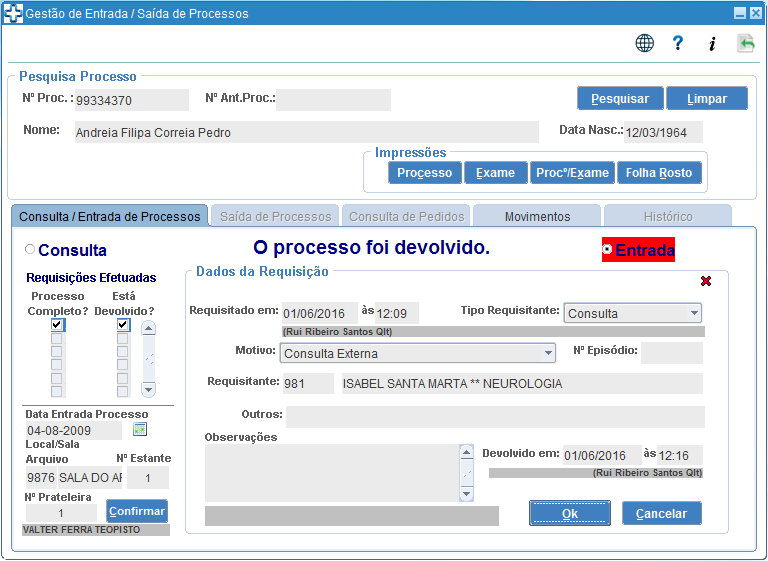 Gestão de Entrada / Saída de Processos
Pesquisa Processo
Nº Proc. : 99334370 Nº Ant.Proc.: Pesquisar Limpar
Nome: Andreia Filipa Correia Pedro Data Nasc.: 12/03/1964
Impressões
Processo Exame Procº/Exame Folha Rosto
Consulta / Entrada de Processos Saída de Processos Consulta de Pedidos Movimentos Histórico
Consulta O processo foi devolvido. Entrada
Requisições Efetuadas
Processo Completo? Está Devolvido?
Dados da Requisição
Requisitado em: 01/06/2016 às 12:09 Tipo Requisitante: Consulta
(Rui Ribeiro Santos Qlt)
Motivo: Consulta Externa Nº Episódio:
Requisitante: 981 ISABEL SANTA MARTA ** NEUROLOGIA
Outros:
Observações
Devolvido em: 01/06/2016 às 12:16
(Rui Ribeiro Santos Qlt)
Ok Cancelar
Data Entrada Processo
04-08-2009
Local/Sala
Arquivo Nº Estante
9876 SALA DO AR 1
Nº Prateleira
1 Confirmar
VALTER FERRA TEOPISTO